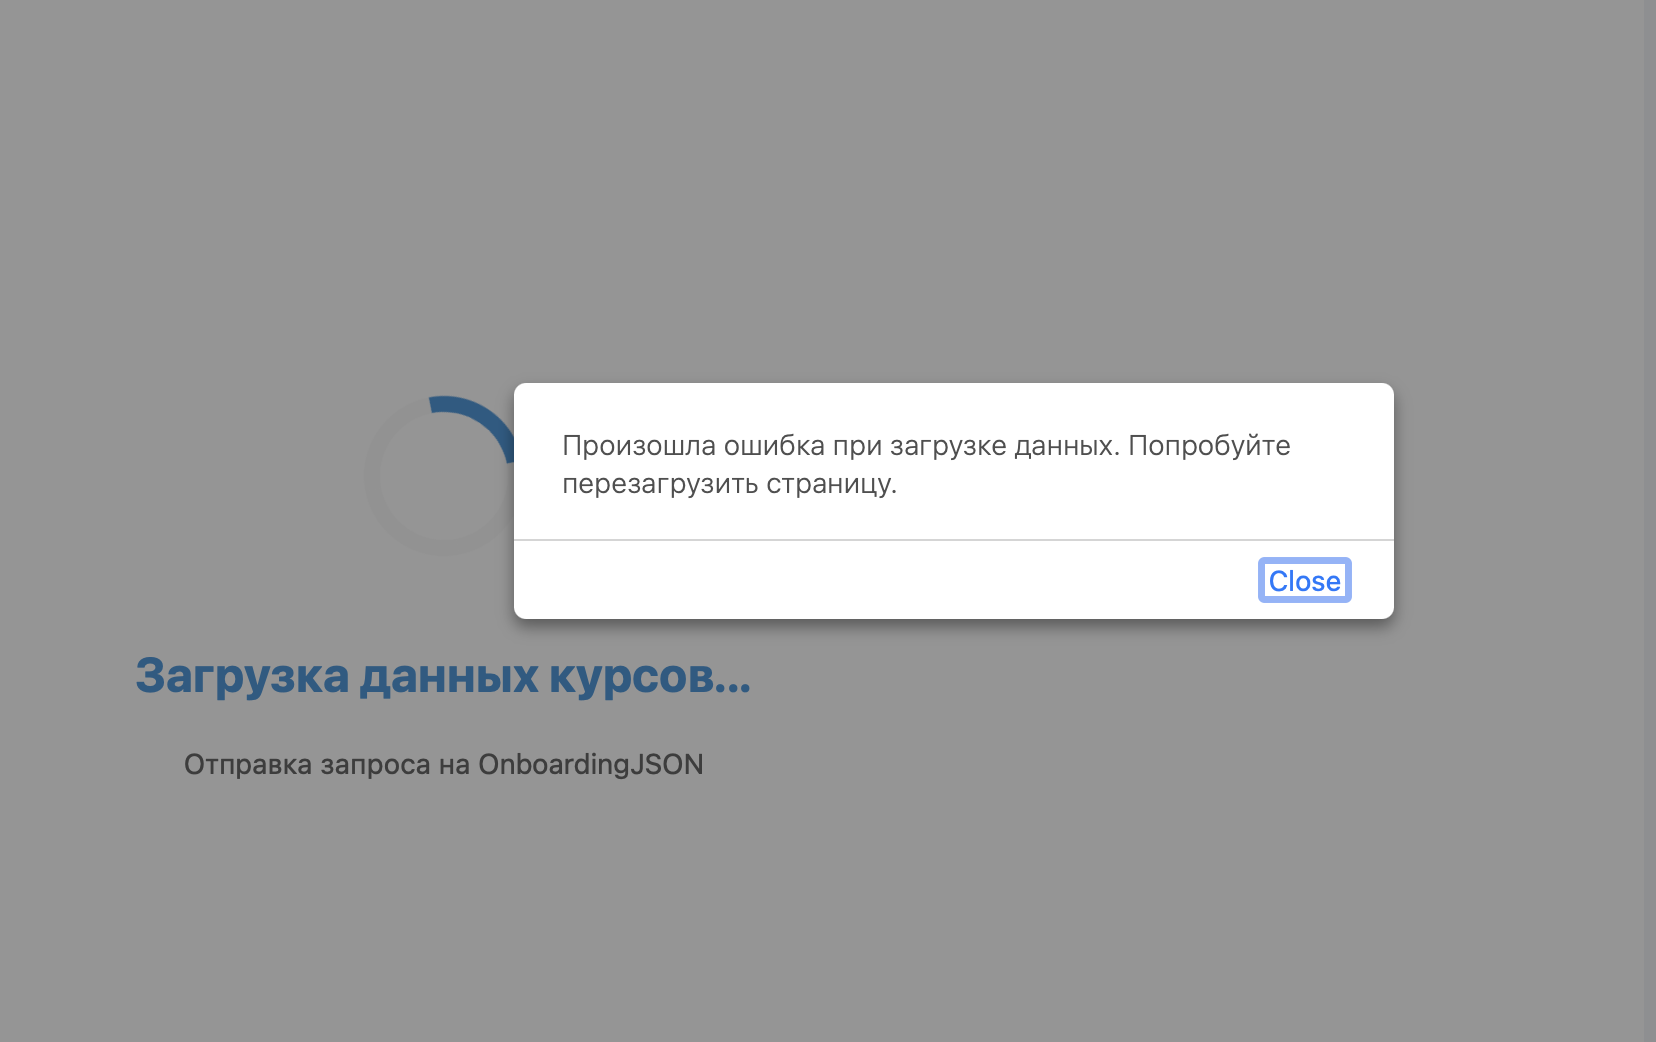 Произошла ошибка при загрузке данных. Попробуйте
перезагрузить страницу.
Close
Загрузка данных курсов...
Отправка запроса на OnboardingJSON